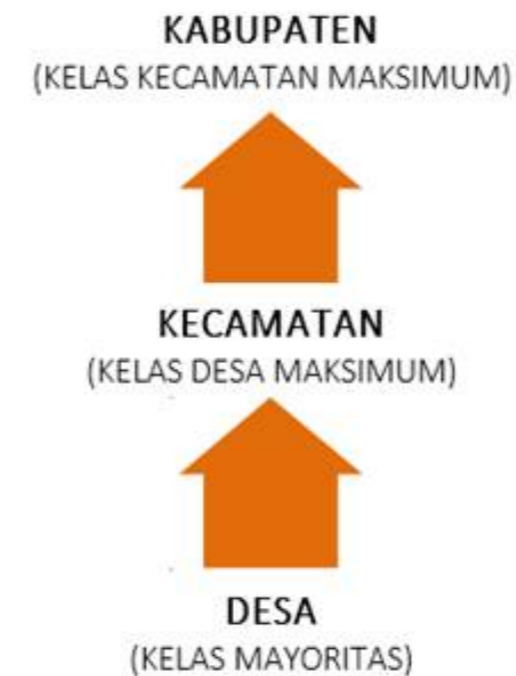 KABUPATEN
(KELAS KECAMATAN MAKSIMUM)
KECAMATAN
(KELAS DESA MAKSIMUM)
DESA
(KELAS MAYORITAS)